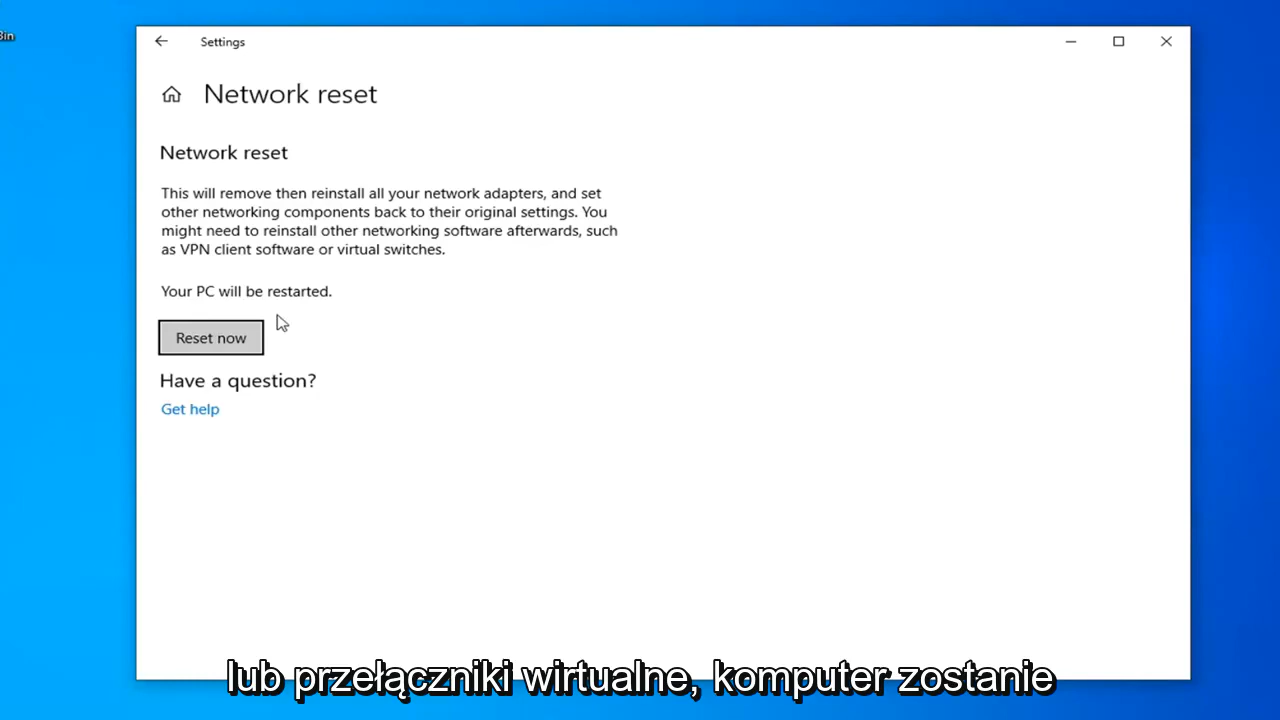 Bin
Settings
Network reset
Network reset
This will remove then reinstall all your network adapters, and set
other networking components back to their original settings. You
might need to reinstall other networking software afterwards, such
as VPN client software or virtual switches.
Your PC will be restarted.
Reset now
Have a question?
Get help
lub przełączniki wirtualne, komputer zostanie